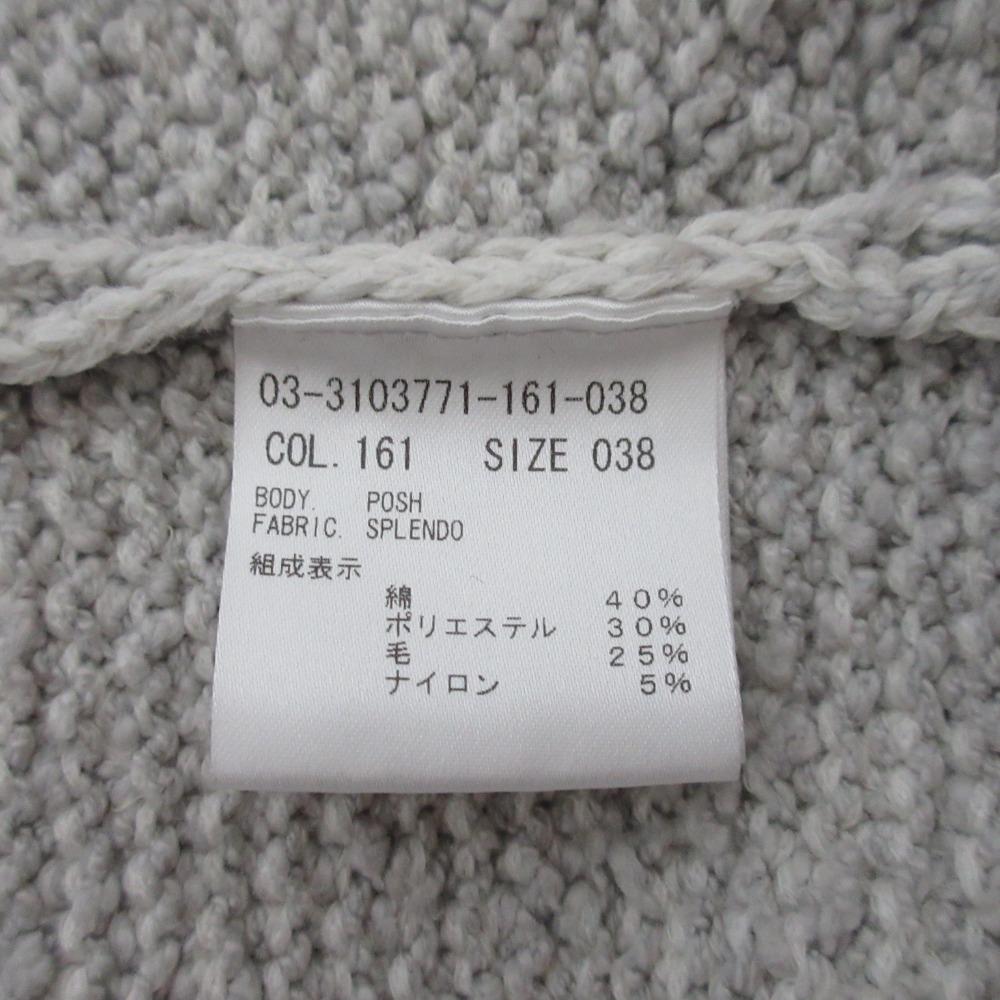 03-3103771-161-038
COL. 161 SIZE 038
BODY. POSH
FABRIC. SPLENDO
組成表示
綿 40%
ポリエステル 30%
毛 25%
ナイロン 5%